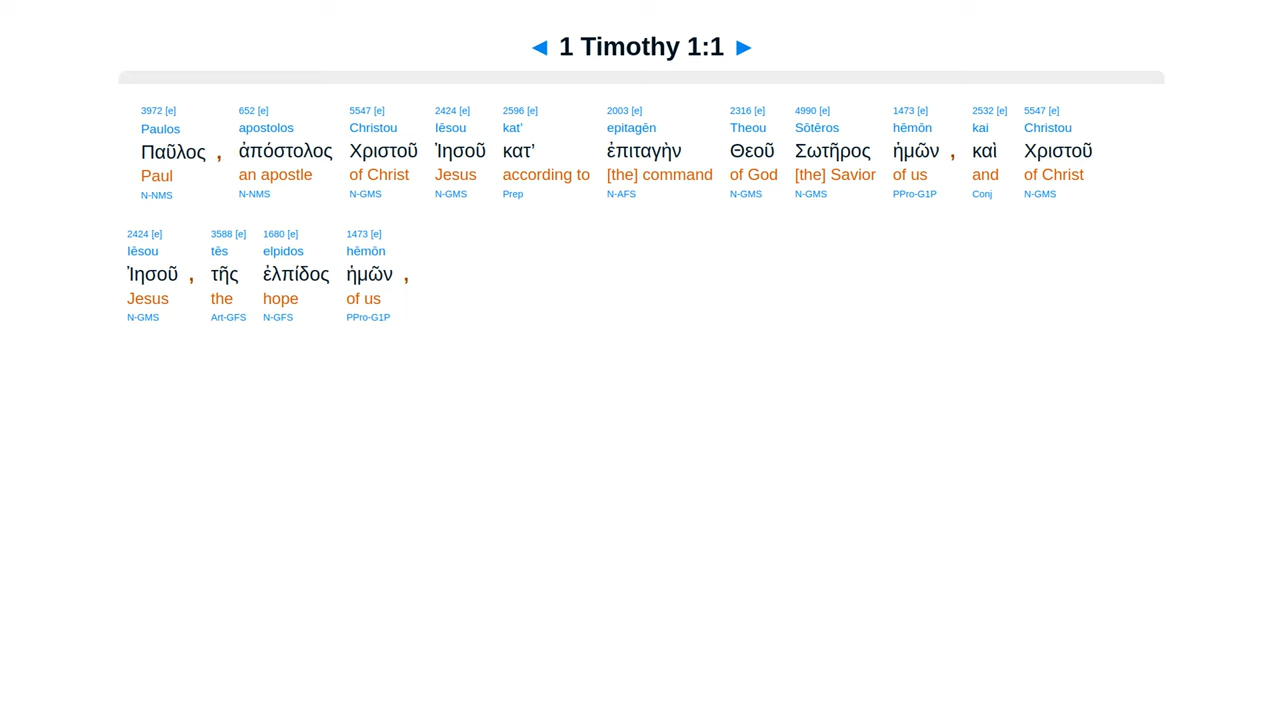 ◄ 1 Timothy 1:1 ►
3972 [e] 652 [e] 5547 [e] 2424 [e] 2596 [e] 2003 [e] 2316 [e] 4990 [e] 1473 [e] 2532 [e] 5547 [e]
Paulos apostolos Christou Iēsou kat’ epitagēn Theou Sōtēros hēmōn kai Christou
Παῦλος , ἀπόστολος Χριστοῦ Ἰησοῦ κατ’ ἐπιταγὴν Θεοῦ Σωτῆρος ἡμῶν , καὶ Χριστοῦ
Paul an apostle of Christ Jesus according to [the] command of God [the] Savior of us and of Christ
N-NMS N-NMS N-GMS N-GMS Prep N-AFS N-GMS N-GMS PPro-G1P Conj N-GMS
2424 [e] 3588 [e] 1680 [e] 1473 [e]
Iēsou tēs elpidos hēmōn
Ἰησοῦ , τῆς ἐλπίδος ἡμῶν ,
Jesus the hope of us
N-GMS Art-GFS N-GFS PPro-G1P